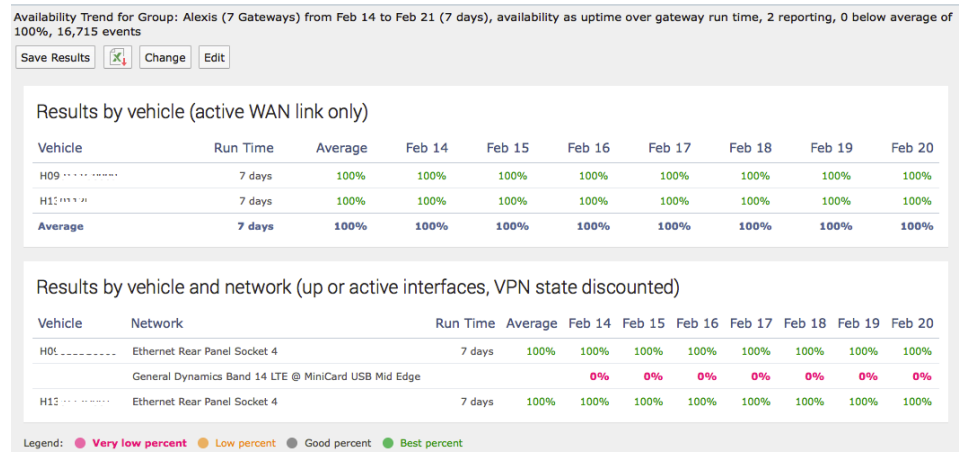 Availability Trend for Group: Alexis (7 Gateways) from Feb 14 to Feb 21 (7 days), availability as uptime over gateway run time, 2 reporting, 0 below average of
100%, 16,715 events
Save Results Change Edit
Results by vehicle (active WAN link only)
Vehicle Run Time Average Feb 14 Feb 15 Feb 16 Feb 17 Feb 18 Feb 19 Feb 20
H09 7 days 100% 100% 100% 100% 100% 100% 100% 100%
7 days 100% 100% 100% 100% 100% 100% 100% 100%
Average 7 days 100% 100% 100% 100% 100% 100% 100% 100%
Results by vehicle and network (up or active interfaces, VPN state discounted)
Vehicle Network Run Time Average Feb 14 Feb 15 Feb 16 Feb 17 Feb 18 Feb 19 Feb 20
Ethernet Rear Panel Socket 4 7 days 100% 100% 100% 100% 100% 100% 100% 100%
General Dynamics Band 14 LTE @ MiniCard USB Mid Edge 0% 0% 0% 0% 0% 0% 0%
Ethernet Rear Panel Socket 4 7 days 100% 100% 100% 100% 100% 100% 100% 100%
Legend: Very low percent Low percent Good percent Best percent